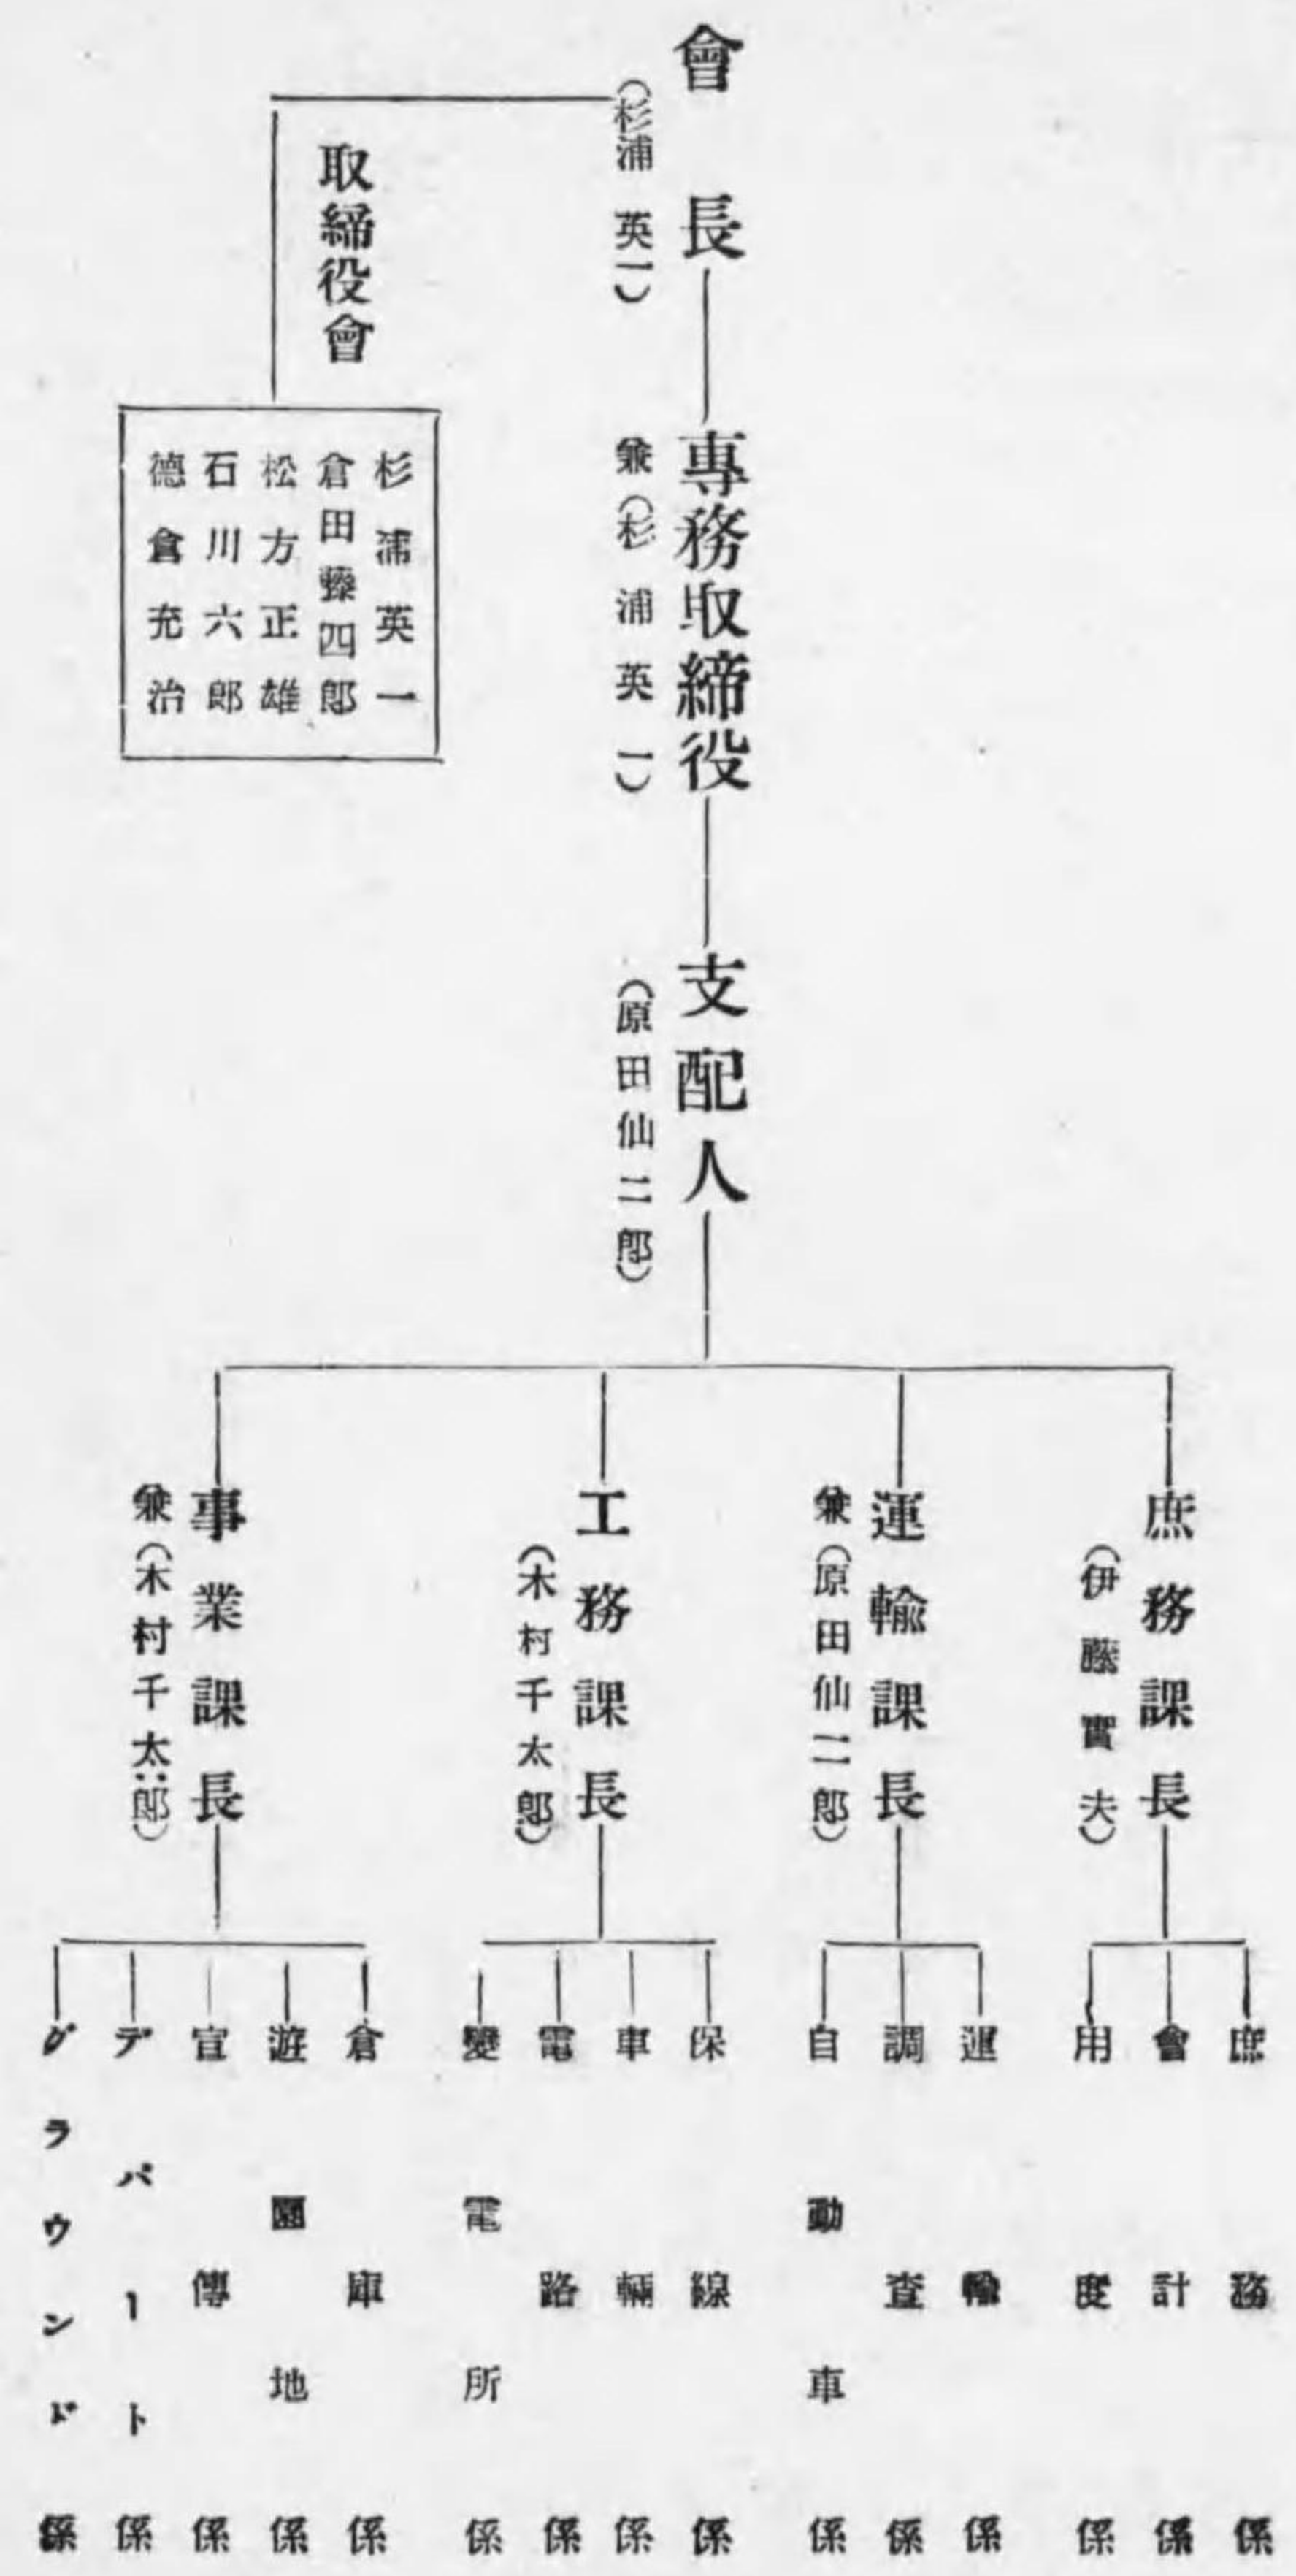 會長
（杉浦英一）
專務取締役
兼（杉浦英一）
支配人
（原田仙二郎）
取締役會
杉浦英一
倉田藤四郎
松方正雄
石川六郎
德倉充治
庶務課長
（伊藤實夫）
運輸課長
兼（原田仙二郎）
工務課長
（木村千太郎）
事業課長
兼（木村千太郎）
庶務係
會計係
用度係
運輸係
調査係
自動車係
保線係
車輛係
電路係
變電所係
倉庫係
遊園地係
宣傳係
デパート係
グラウンド係